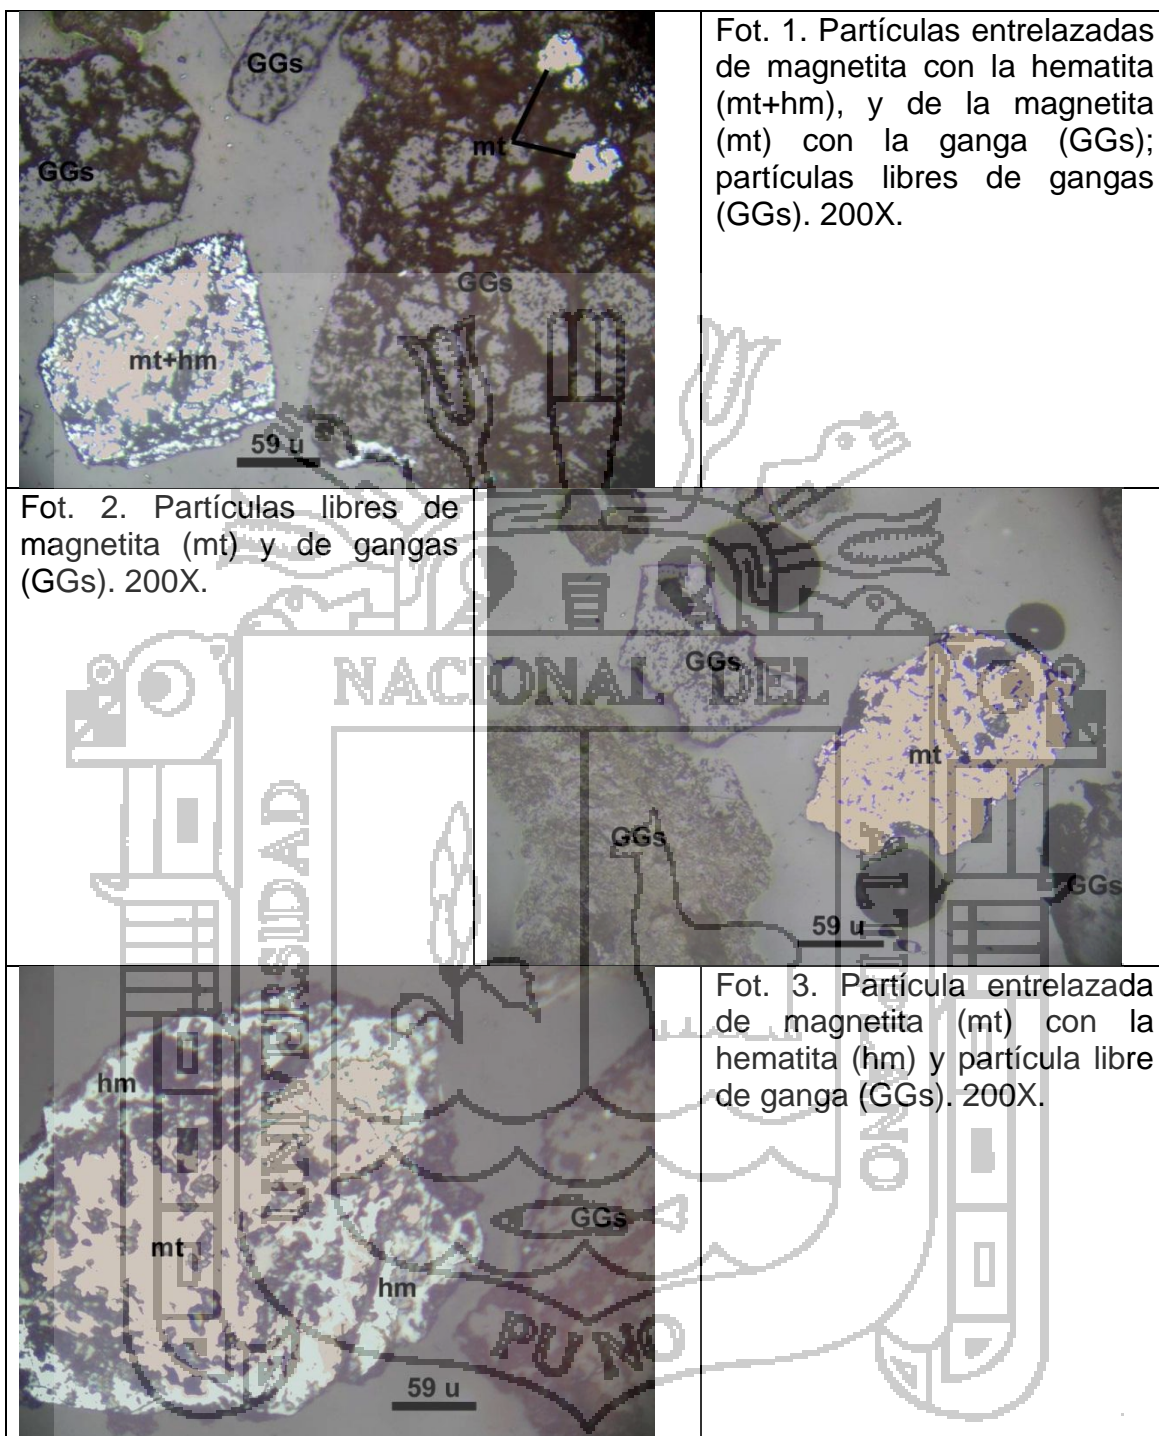 GGs
GGs
mt
GGs
mt+hm
59 u
Fot. 1. Partículas entrelazadas
de magnetita con la hematita
(mt+hm), y de la magnetita
(mt) con la ganga (GGs);
partículas libres de gangas
(GGs). 200X.
Fot. 2. Partículas libres de
magnetita (mt) y de gangas
(GGs). 200X.
GGs
mt
GGs
GGs
59 u
hm
mt
GGs
hm
59 u
Fot. 3. Partícula entrelazada
de magnetita (mt) con la
hematita (hm) y partícula libre
de ganga (GGs). 200X.
UNIVERSIDAD
NACIONAL DEL
PUNO